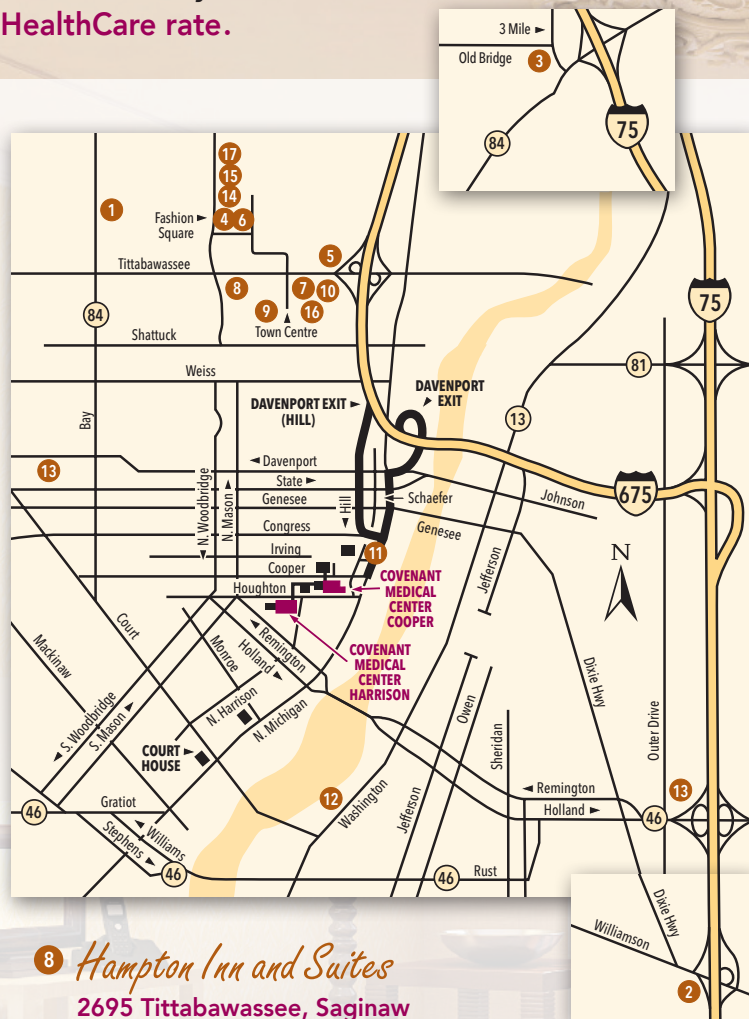 HealthCare rate.
3 Mile ►
Old Bridge
3
75
84
17
15
14
1
Fashion ►
Square
4 6
5
Tittabawassee
8
7 10
9
16
Town Centre
84
Shattuck
75
81
Weiss
DAVENPORT EXIT ►
(HILL)
DAVENPORT
EXIT
13
Bay
13
◄ Davenport
State ►
Genesee
Schaefer
675
Johnson
N. Woodbridge
N. Mason
Hill
Congress
Genesee
Irving
11
Cooper
Houghton
COVENANT
MEDICAL
CENTER
COOPER
N
Jefferson
Court
Mackinaw
Monroe
Remington
Holland
COVENANT
MEDICAL
CENTER
HARRISON
Dixie Hwy
Outer Drive
S. Woodbridge
S. Mason
N. Harrison
N. Michigan
Owen
Sheridan
COURT
HOUSE
12
Washington
Jefferson
◄ Remington
Holland ►
13
46
46
Gratiot
Williams
Stephens
46
46
Rust
Dixie Hwy
Williamson
2
8 Hampton Inn and Suites
2695 Tittabawassee, Saginaw